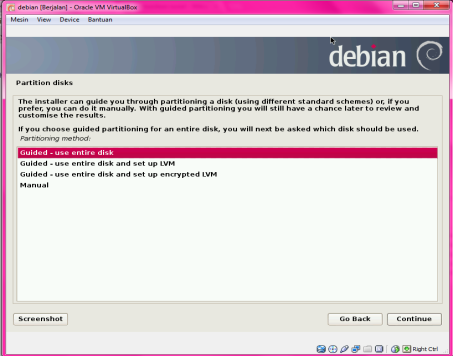 debian [Berjalan] - Oracle VM VirtualBox
Mesin View Device Bantuan
debian
Partition disks
The installer can guide you through partitioning a disk (using different standard schemes) or, if you
prefer, you can do it manually. With guided partitioning you will still have a chance later to review and
customise the results.
If you choose guided partitioning for an entire disk, you will next be asked which disk should be used.
Partitioning method:
Guided - use entire disk
Guided - use entire disk and set up LVM
Guided - use entire disk and set up encrypted LVM
Manual
Screenshot
Go Back
Continue
Right Ctrl